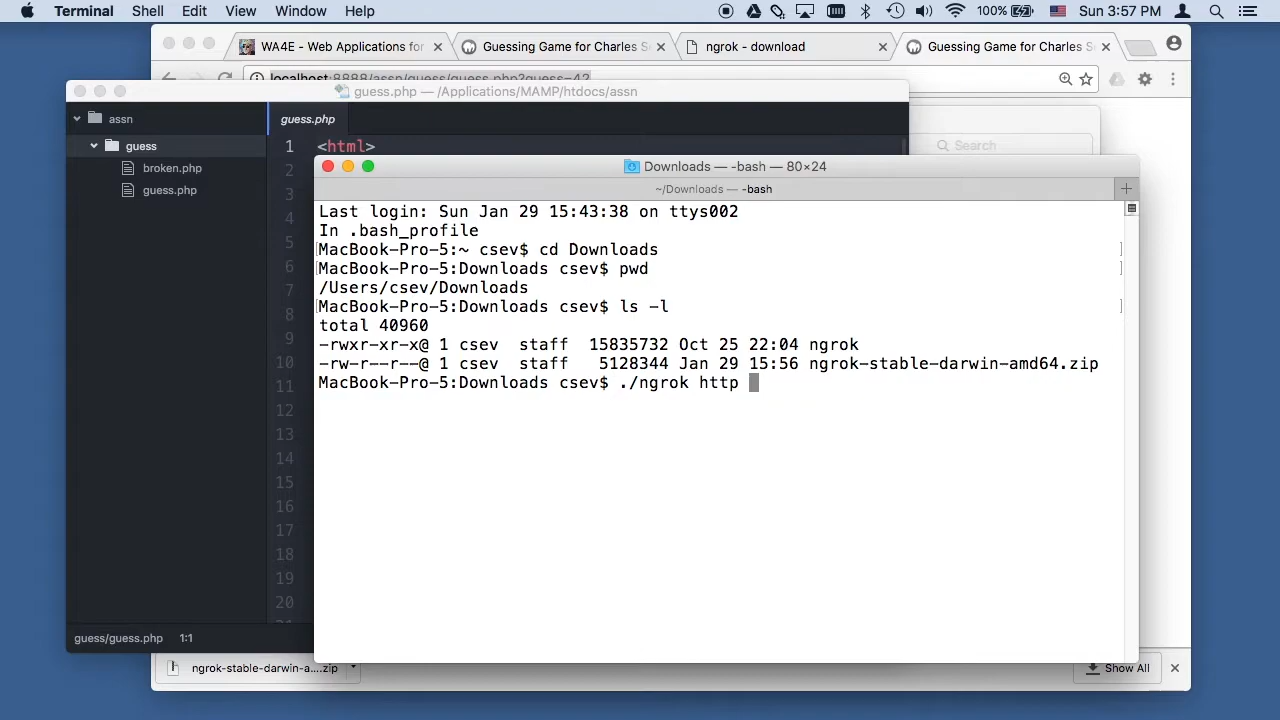 Terminal Shell Edit View Window Help 100% Sun 3:57 PM
WA4E - Web Applications for Guessing Game for Charles S ngrok - download Guessing Game for Charles S
localhost:8888/assn/guess/guess.php?guess=42
guess.php — /Applications/MAMP/htdocs/assn
assn guess.php
guess
broken.php
guess.php
Search
1 <html>
2
3
4
5
6
7
8
9
10
11
12
13
14
15
16
17
18
19
20
Downloads — -bash — 80×24
~/Downloads — -bash
Last login: Sun Jan 29 15:43:38 on ttys002
In .bash_profile
[MacBook-Pro-5:~ csev$ cd Downloads ]
[MacBook-Pro-5:Downloads csev$ pwd ]
/Users/csev/Downloads
[MacBook-Pro-5:Downloads csev$ ls -l ]
total 40960
-rwxr-xr-x@ 1 csev staff 15835732 Oct 25 22:04 ngrok
-rw-r--r--@ 1 csev staff 5128344 Jan 29 15:56 ngrok-stable-darwin-amd64.zip
MacBook-Pro-5:Downloads csev$ ./ngrok http
guess/guess.php 1:1
ngrok-stable-darwin-a....zip Show All